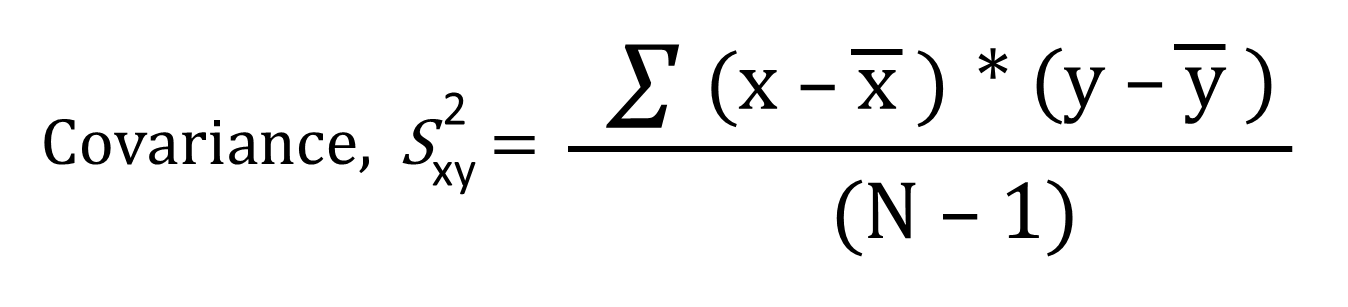 Covariance, S²xy = ∑ (x – x̅ ) * (y – y̅ )
(N – 1)